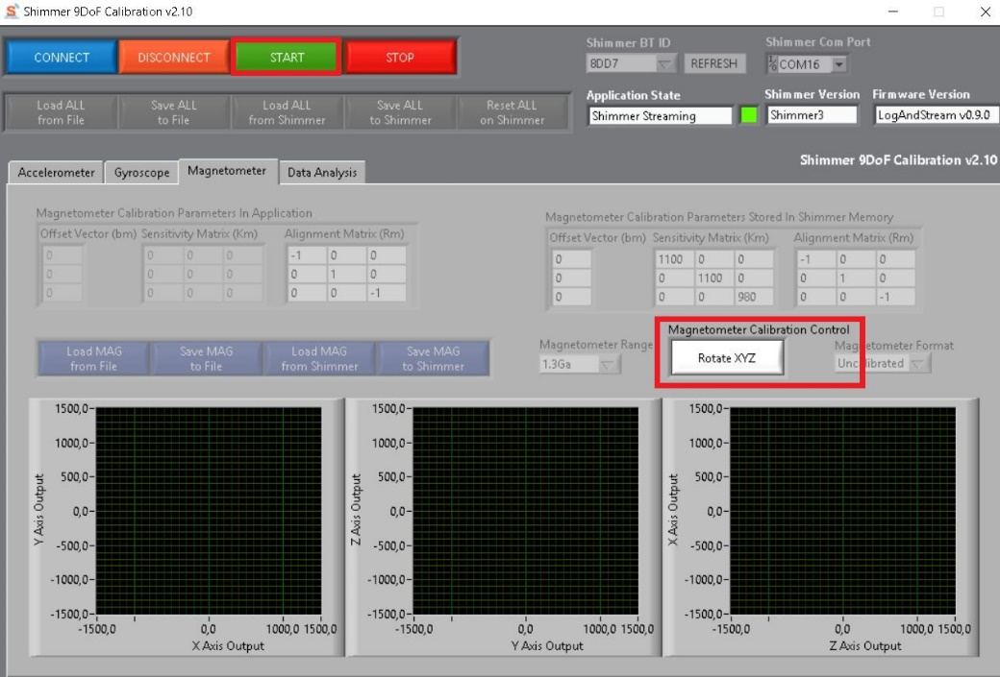 Shimmer 9DoF Calibration v2.10
CONNECT DISCONNECT START STOP
Shimmer BT ID Shimmer Com Port
8DD7 REFRESH COM16
Load ALL from File
Save ALL to File
Load ALL from Shimmer
Save ALL to Shimmer
Reset ALL on Shimmer
Application State Shimmer Version Firmware Version
Shimmer Streaming Shimmer3 LogAndStream v0.9.0
Shimmer 9DoF Calibration v2.10
Accelerometer Gyroscope Magnetometer Data Analysis
Magnetometer Calibration Parameters In Application
Offset Vector (bm) Sensitivity Matrix (Km) Alignment Matrix (Rm)
0 0 0 0 -1 0 0
0 0 0 0 0 1 0
0 0 0 0 0 0 -1
Magnetometer Calibration Parameters Stored In Shimmer Memory
Offset Vector (bm) Sensitivity Matrix (Km) Alignment Matrix (Rm)
0 1100 0 0 -1 0 0
0 0 1100 0 0 1 0
0 0 0 980 0 0 -1
Load MAG from File
Save MAG to File
Load MAG from Shimmer
Save MAG to Shimmer
Magnetometer Range
1.3Ga
Magnetometer Calibration Control
Rotate XYZ
Magnetometer Format
Uncalibrated
1500,0
1000,0
500,0
0,0
-500,0
-1000,0
-1500,0
Y Axis Output
-1500,0 0,0 1000,0 1500,0
X Axis Output
1500,0
1000,0
500,0
0,0
-500,0
-1000,0
-1500,0
Z Axis Output
-1500,0 0,0 1000,0 1500,0
Y Axis Output
1500,0
1000,0
500,0
0,0
-500,0
-1000,0
-1500,0
X Axis Output
-1500,0 0,0 1000,0 1500,0
Z Axis Output